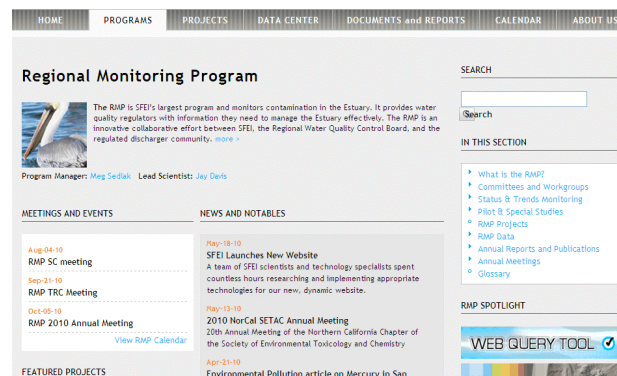 HOME PROGRAMS PROJECTS DATA CENTER DOCUMENTS and REPORTS CALENDAR ABOUT US
Regional Monitoring Program
The RMP is SFEI's largest program and monitors contamination in the Estuary. It provides water
quality regulators with information they need to manage the Estuary effectively. The RMP is an
innovative collaborative effort between SFEI, the Regional Water Quality Control Board, and the
regulated discharger community. more >
Program Manager: Meg Sedlak Lead Scientist: Jay Davis
MEETINGS AND EVENTS
Aug-04-10
RMP SC meeting
Sep-21-10
RMP TRC Meeting
Oct-05-10
RMP 2010 Annual Meeting
View RMP Calendar
FEATURED PROJECTS
NEWS AND NOTABLES
May-18-10
SFEI Launches New Website
A team of SFEI scientists and technology specialists spent
countless hours researching and implementing appropriate
technologies for our new, dynamic website.
May-13-10
2010 NorCal SETAC Annual Meeting
20th Annual Meeting of the Northern California Chapter of
the Society of Environmental Toxicology and Chemistry
Apr-21-10
Environmental Pollution article on Mercury in San
SEARCH
Search
IN THIS SECTION
What is the RMP?
Committees and Workgroups
Status & Trends Monitoring
Pilot & Special Studies
RMP Projects
RMP Data
Annual Reports and Publications
Annual Meetings
Glossary
RMP SPOTLIGHT
WEB QUERY TOOL